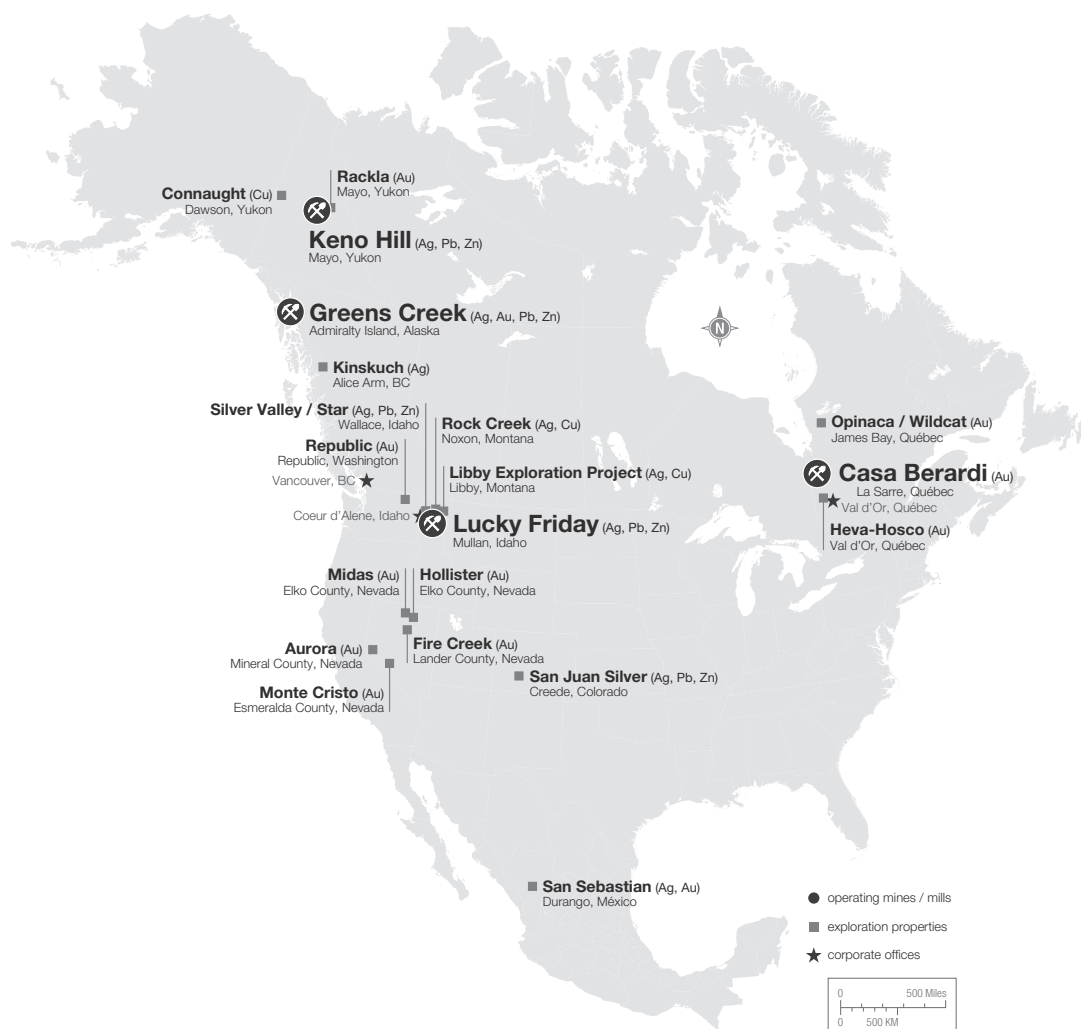 Rackla (Au)
Mayo, Yukon
Connaught (Cu)
Dawson, Yukon
Keno Hill (Ag, Pb, Zn)
Mayo, Yukon
Greens Creek (Ag, Au, Pb, Zn)
Admiralty Island, Alaska
N
Kinskuch (Ag)
Alice Arm, BC
Silver Valley / Star (Ag, Pb, Zn)
Wallace, Idaho
Rock Creek (Ag, Cu)
Noxon, Montana
Republic (Au)
Republic, Washington
Vancouver, BC
Libby Exploration Project (Ag, Cu)
Libby, Montana
Coeur d'Alene, Idaho
Lucky Friday (Ag, Pb, Zn)
Mullan, Idaho
Opinaca / Wildcat (Au)
James Bay, Québec
Casa Berardi (Au)
La Sarre, Québec
Val d'Or, Québec
Heva-Hosco (Au)
Val d'Or, Québec
Midas (Au)
Elko County, Nevada
Hollister (Au)
Elko County, Nevada
Fire Creek (Au)
Lander County, Nevada
Aurora (Au)
Mineral County, Nevada
Monte Cristo (Au)
Esmeralda County, Nevada
San Juan Silver (Ag, Pb, Zn)
Creede, Colorado
San Sebastian (Ag, Au)
Durango, México
operating mines / mills
exploration properties
corporate offices
0 500 Miles
0 500 KM